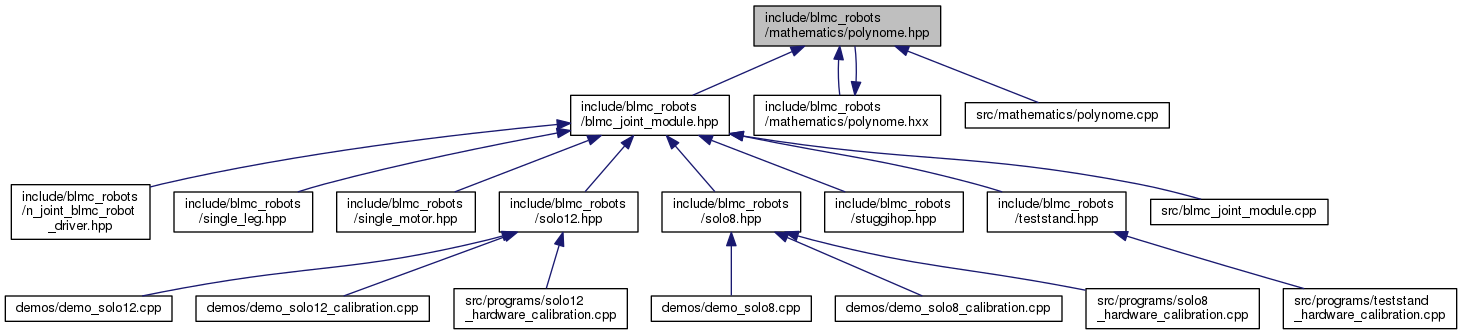 include/blmc_robots
/mathematics/polynome.hpp
include/blmc_robots
/blmc_joint_module.hpp
include/blmc_robots
/mathematics/polynome.hxx
src/mathematics/polynome.cpp
include/blmc_robots
/n_joint_blmc_robot
_driver.hpp
include/blmc_robots
/single_leg.hpp
include/blmc_robots
/single_motor.hpp
include/blmc_robots
/solo12.hpp
include/blmc_robots
/solo8.hpp
include/blmc_robots
/stuggihop.hpp
include/blmc_robots
/teststand.hpp
src/blmc_joint_module.cpp
demos/demo_solo12.cpp
demos/demo_solo12_calibration.cpp
src/programs/solo12
_hardware_calibration.cpp
demos/demo_solo8.cpp
demos/demo_solo8_calibration.cpp
src/programs/solo8
_hardware_calibration.cpp
src/programs/teststand
_hardware_calibration.cpp